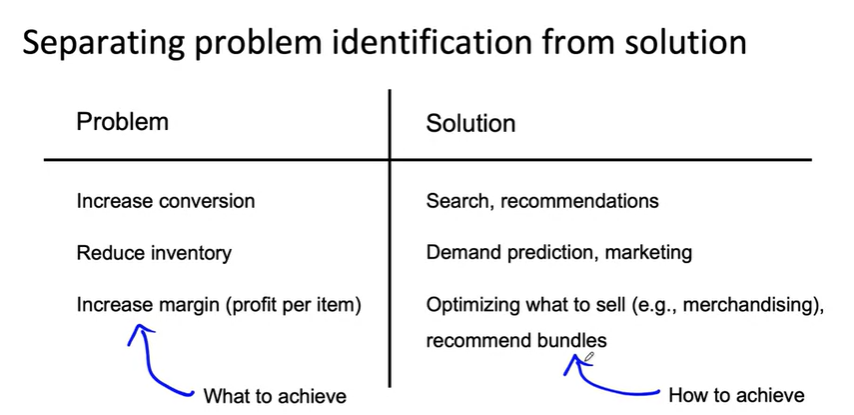 Separating problem identification from solution
Problem
Solution
Increase conversion
Search, recommendations
Reduce inventory
Demand prediction, marketing
Increase margin (profit per item)
Optimizing what to sell (e.g., merchandising),
recommend bundles
What to achieve
How to achieve